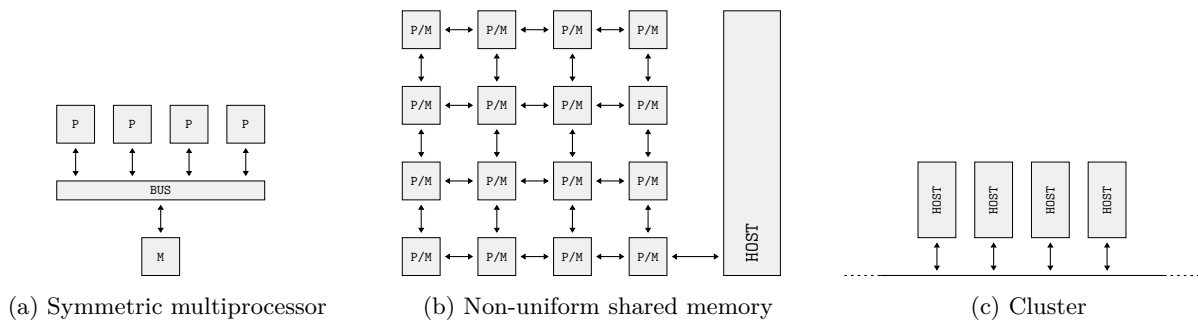 P P P P
BUS
M
(a) Symmetric multiprocessor
P/M P/M P/M P/M
P/M P/M P/M P/M
P/M P/M P/M P/M
P/M P/M P/M P/M
HOST
(b) Non-uniform shared memory
HOST HOST HOST HOST
(c) Cluster